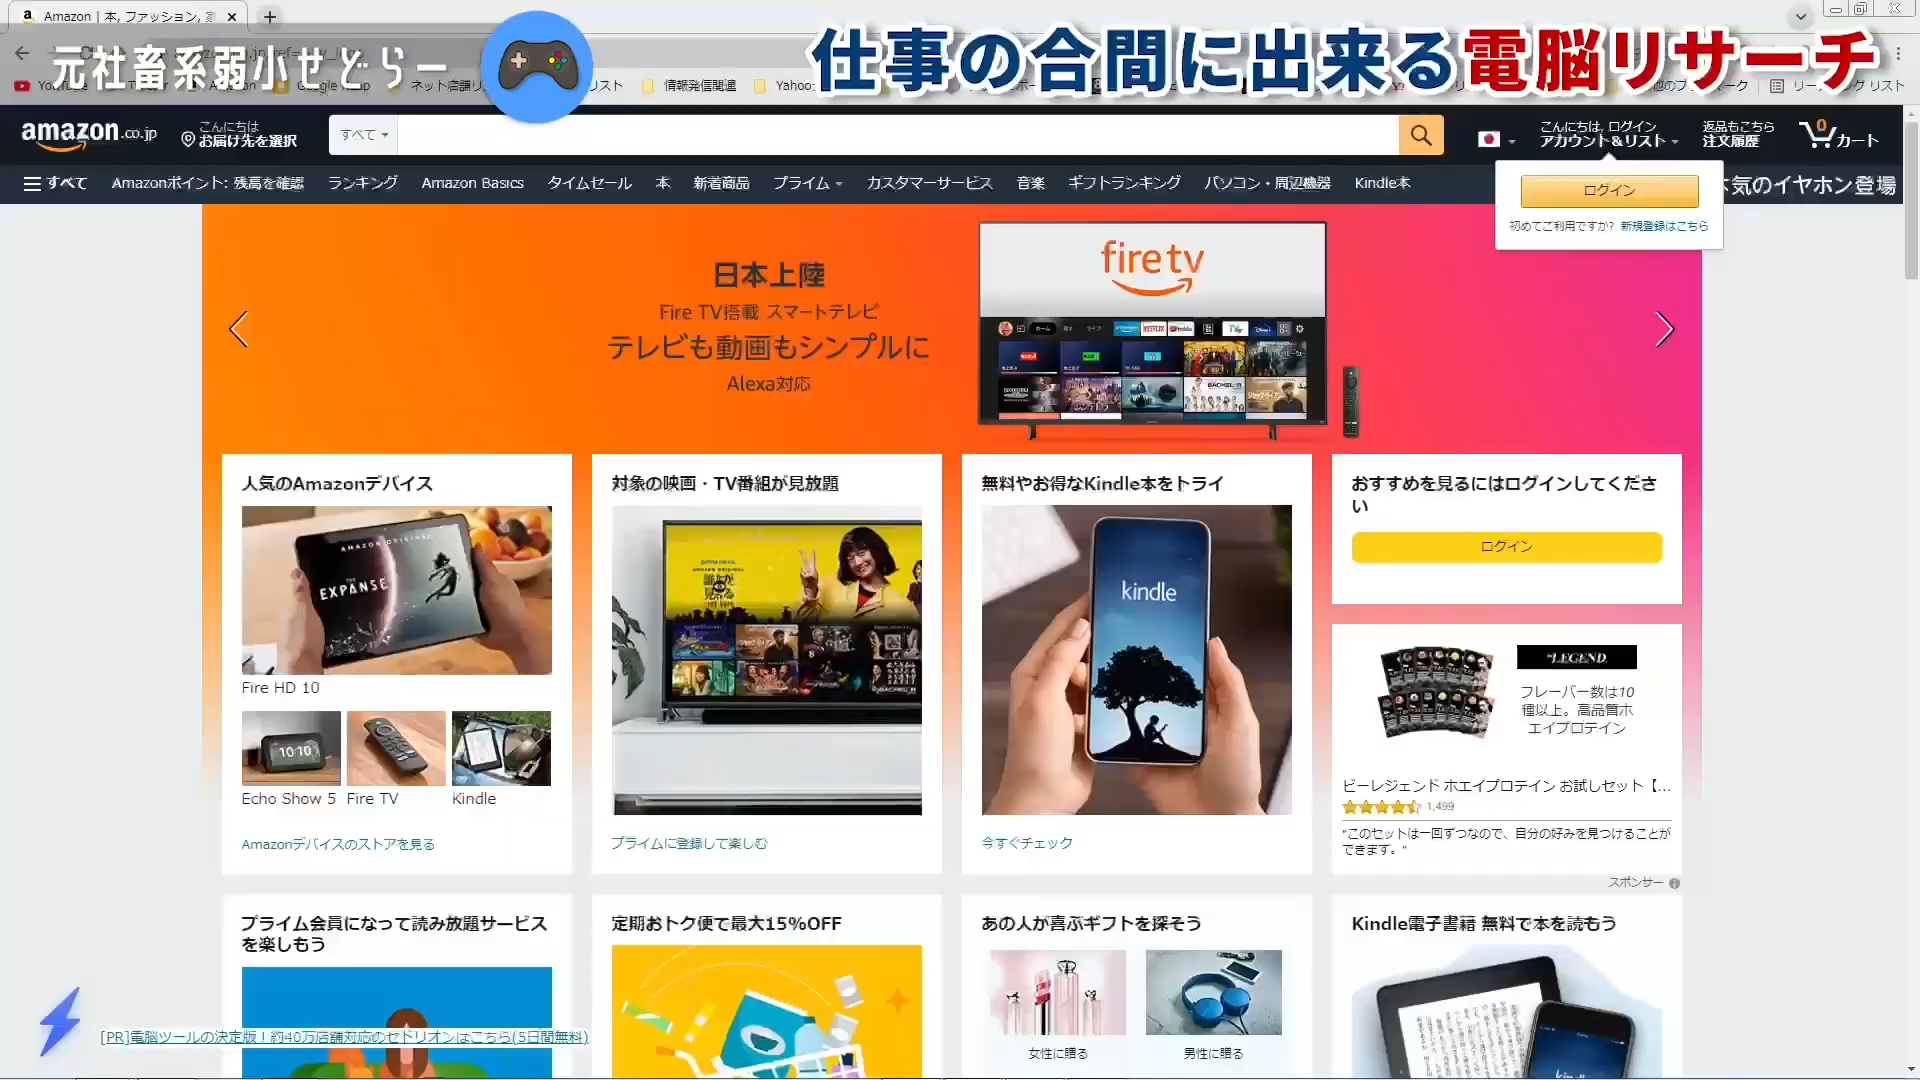 Amazon | 本, ファッション, 家
元社畜系弱小せどらー
仕事の合間に出来る電脳リサーチ
YouTube
Amazon
Google Keep
リスト
情報発信関連
Yahoo
リーディング リスト
amazon.co.jp
こんにちは
お届け先を選択
すべて
こんにちは, ログイン
アカウント&リスト
返品もこちら
注文履歴
0
カート
すべて
Amazonポイント: 残高を確認
ランキング
Amazon Basics
タイムセール
本
新着商品
プライム
カスタマーサービス
音楽
ギフトランキング
パソコン・周辺機器
Kindle本
気のイヤホン登場
ログイン
初めてご利用ですか? 新規登録はこちら
日本上陸
Fire TV搭載 スマートテレビ
テレビも動画もシンプルに
Alexa対応
fire tv
人気のAmazonデバイス
AMAZON ORIGINAL
THE
EXPANSE
Fire HD 10
10:10
Echo Show 5
Fire TV
Kindle
Amazonデバイスのストアを見る
対象の映画・TV番組が見放題
プライムに登録して楽しむ
無料やお得なKindle本をトライ
kindle
今すぐチェック
おすすめを見るにはログインしてくださ
い
ログイン
LEGEND
フレーバー数は10
種以上。高品質ホ
エイプロテイン
ビーレジェンド ホエイプロテイン お試しセット【...
1,499
"このセットは一回ずつなので、自分の好みを見つけることが
できます。"
スポンサー
プライム会員になって読み放題サービス
を楽しもう
定期おトク便で最大15%OFF
あの人が喜ぶギフトを探そう
女性に贈る
男性に贈る
Kindle電子書籍 無料で本を読もう
[PR]電脳ツールの決定版！約40万店舗対応のセドリオンはこちら(5日間無料)